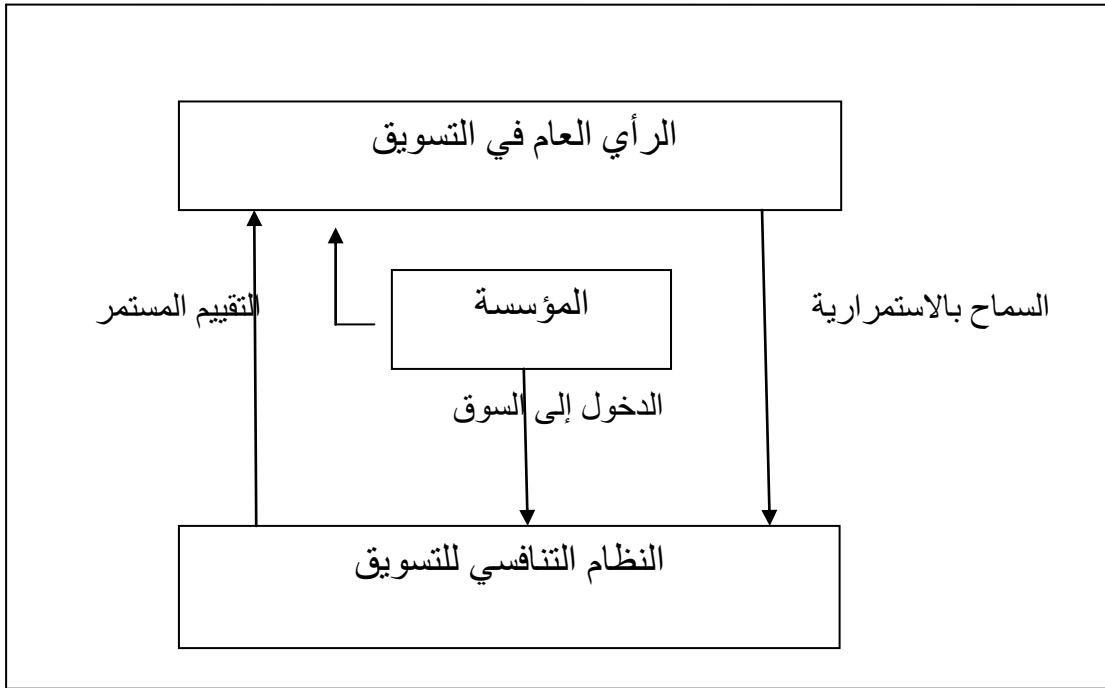 الرأي العام في التسويق
المؤسسة
السماح بالاستمرارية
التقييم المستمر
الدخول إلى السوق
النظام التنافسي للتسويق